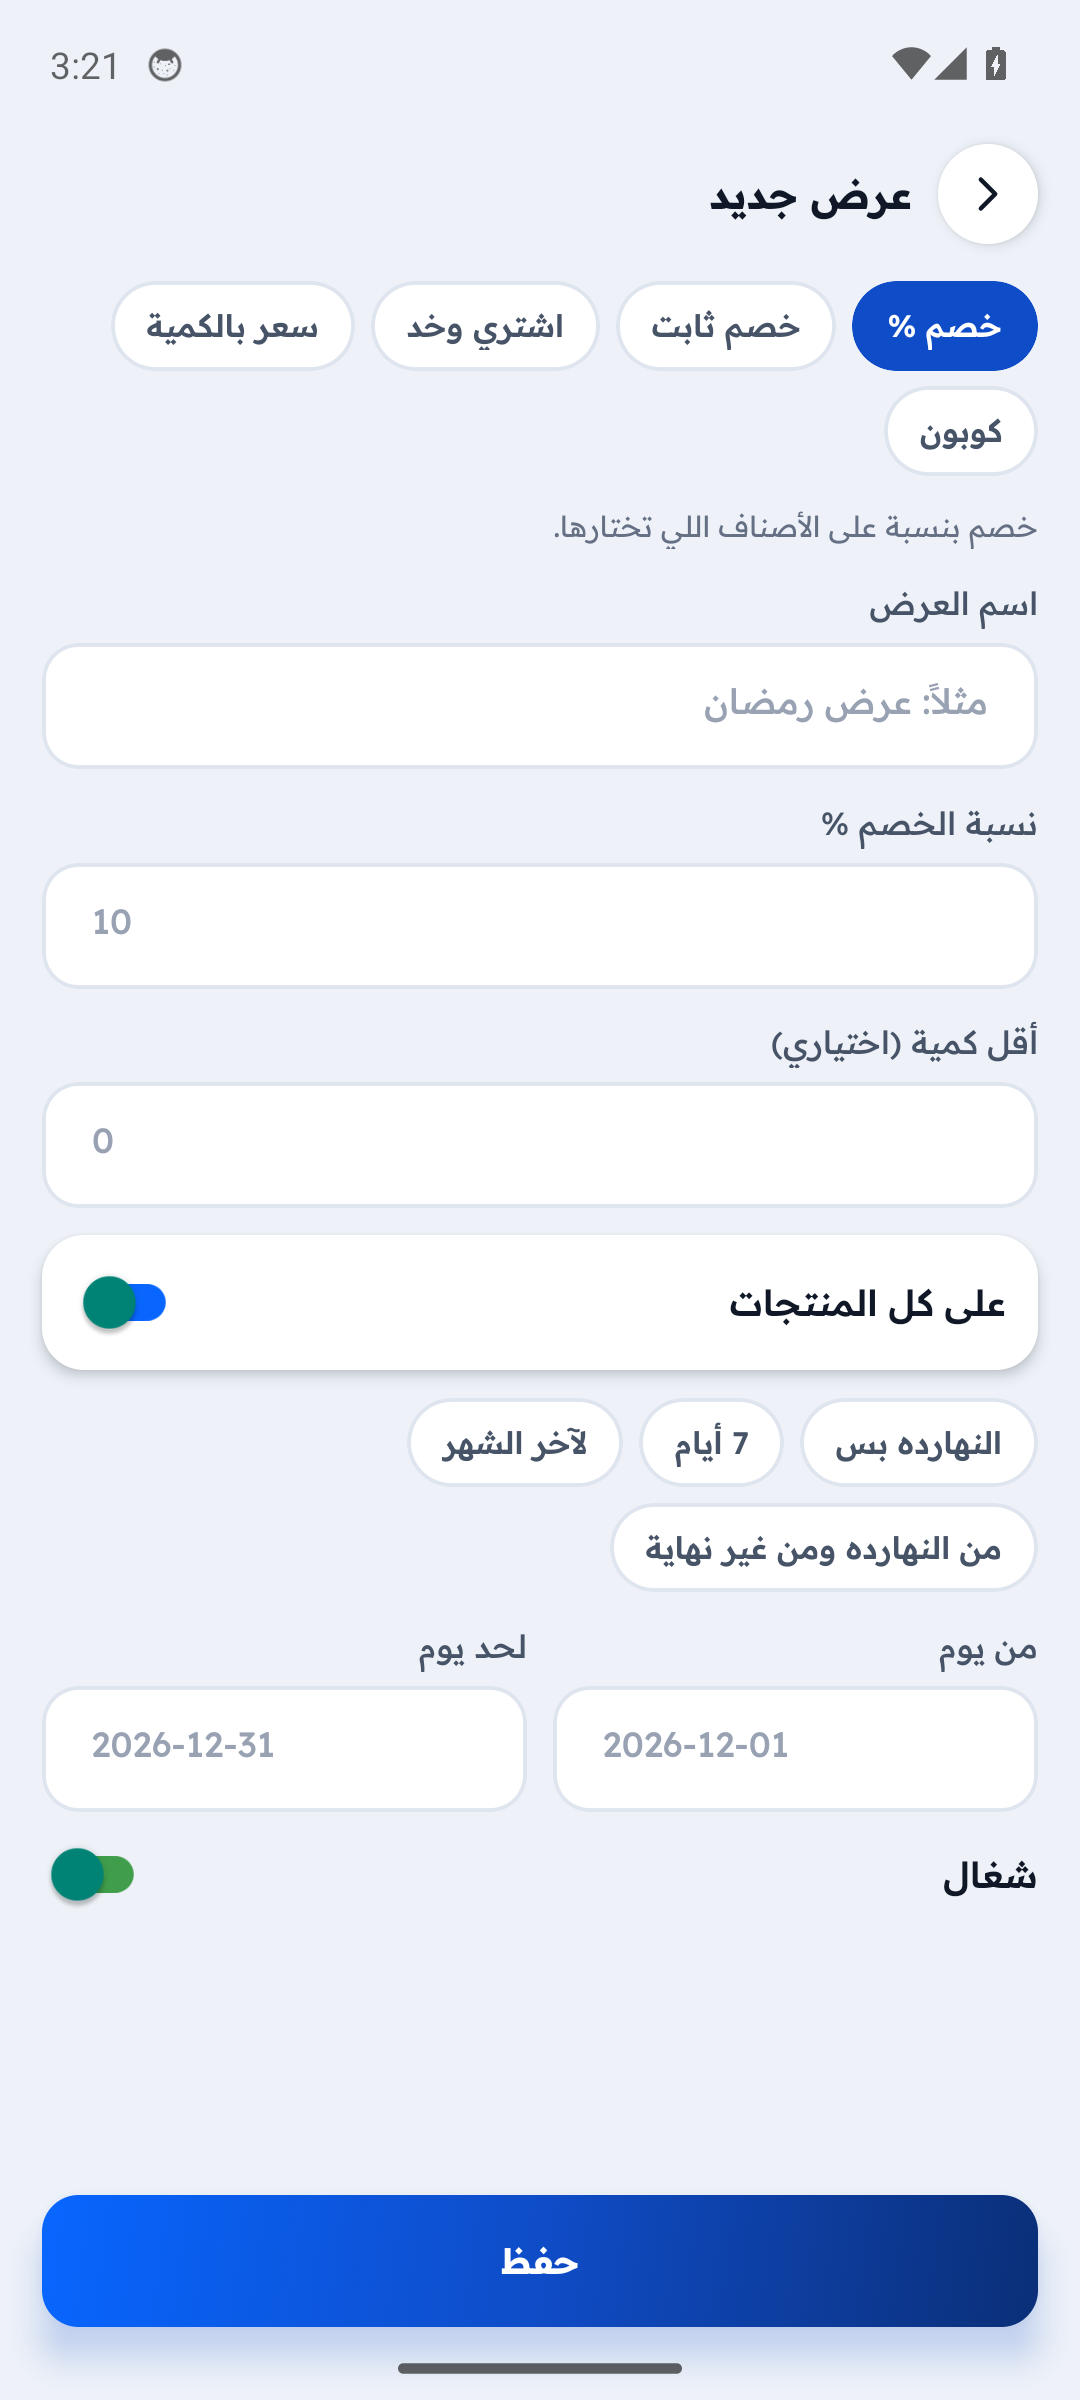 3:21
عرض جديد
خصم % خصم ثابت اشتري وخد سعر بالكمية
كوبون
خصم بنسبة على الأصناف اللي تختارها.
اسم العرض
مثلاً: عرض رمضان
نسبة الخصم %
10
أقل كمية (اختياري)
0
على كل المنتجات
النهارده بس 7 أيام لآخر الشهر
من النهارده ومن غير نهاية
من يوم لحد يوم
2026-12-01 2026-12-31
شغال
حفظ